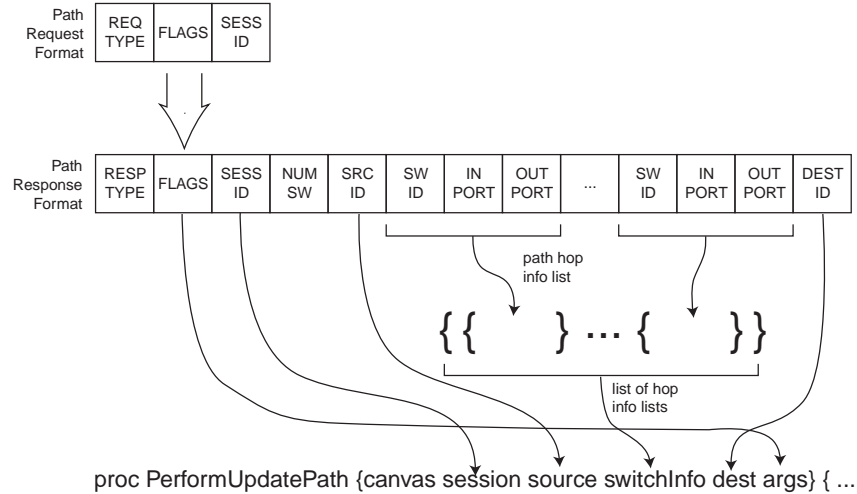 Path
Request
Format
REQ
TYPE
FLAGS
SESS
ID
Path
Response
Format
RESP
TYPE
FLAGS
SESS
ID
NUM
SW
SRC
ID
SW
ID
IN
PORT
OUT
PORT
...
SW
ID
IN
PORT
OUT
PORT
DEST
ID
path hop
info list
{ { } ... { } }
list of hop
info lists
proc PerformUpdatePath {canvas session source switchInfo dest args} { ...